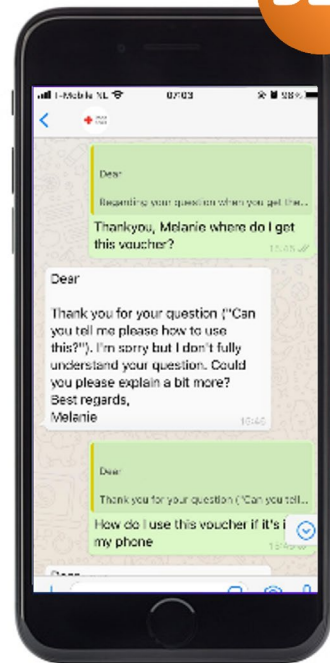 T-Mobile NL 07:03 98%
Dear
Regarding your question when you get the...
Thankyou, Melanie where do I get
this voucher?
15:45
Dear
Thank you for your question ("Can
you tell me please how to use
this?"). I'm sorry but I don't fully
understand your question. Could
you please explain a bit more?
Best regards,
Melanie
15:46
Dear
Thank you for your question ("Can you tell...
How do I use this voucher if it's i
my phone